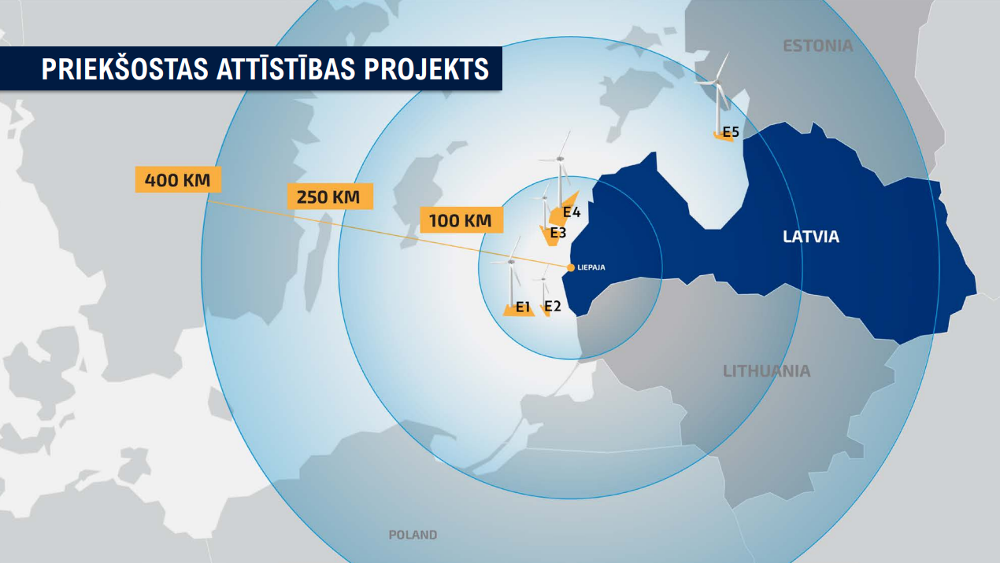 PRIEKŠOSTAS ATTĪSTĪBAS PROJEKTS
ESTONIA
E5
400 KM
250 KM
100 KM
E4
E3
LATVIA
LIEPAJA
E1
E2
LITHUANIA
POLAND